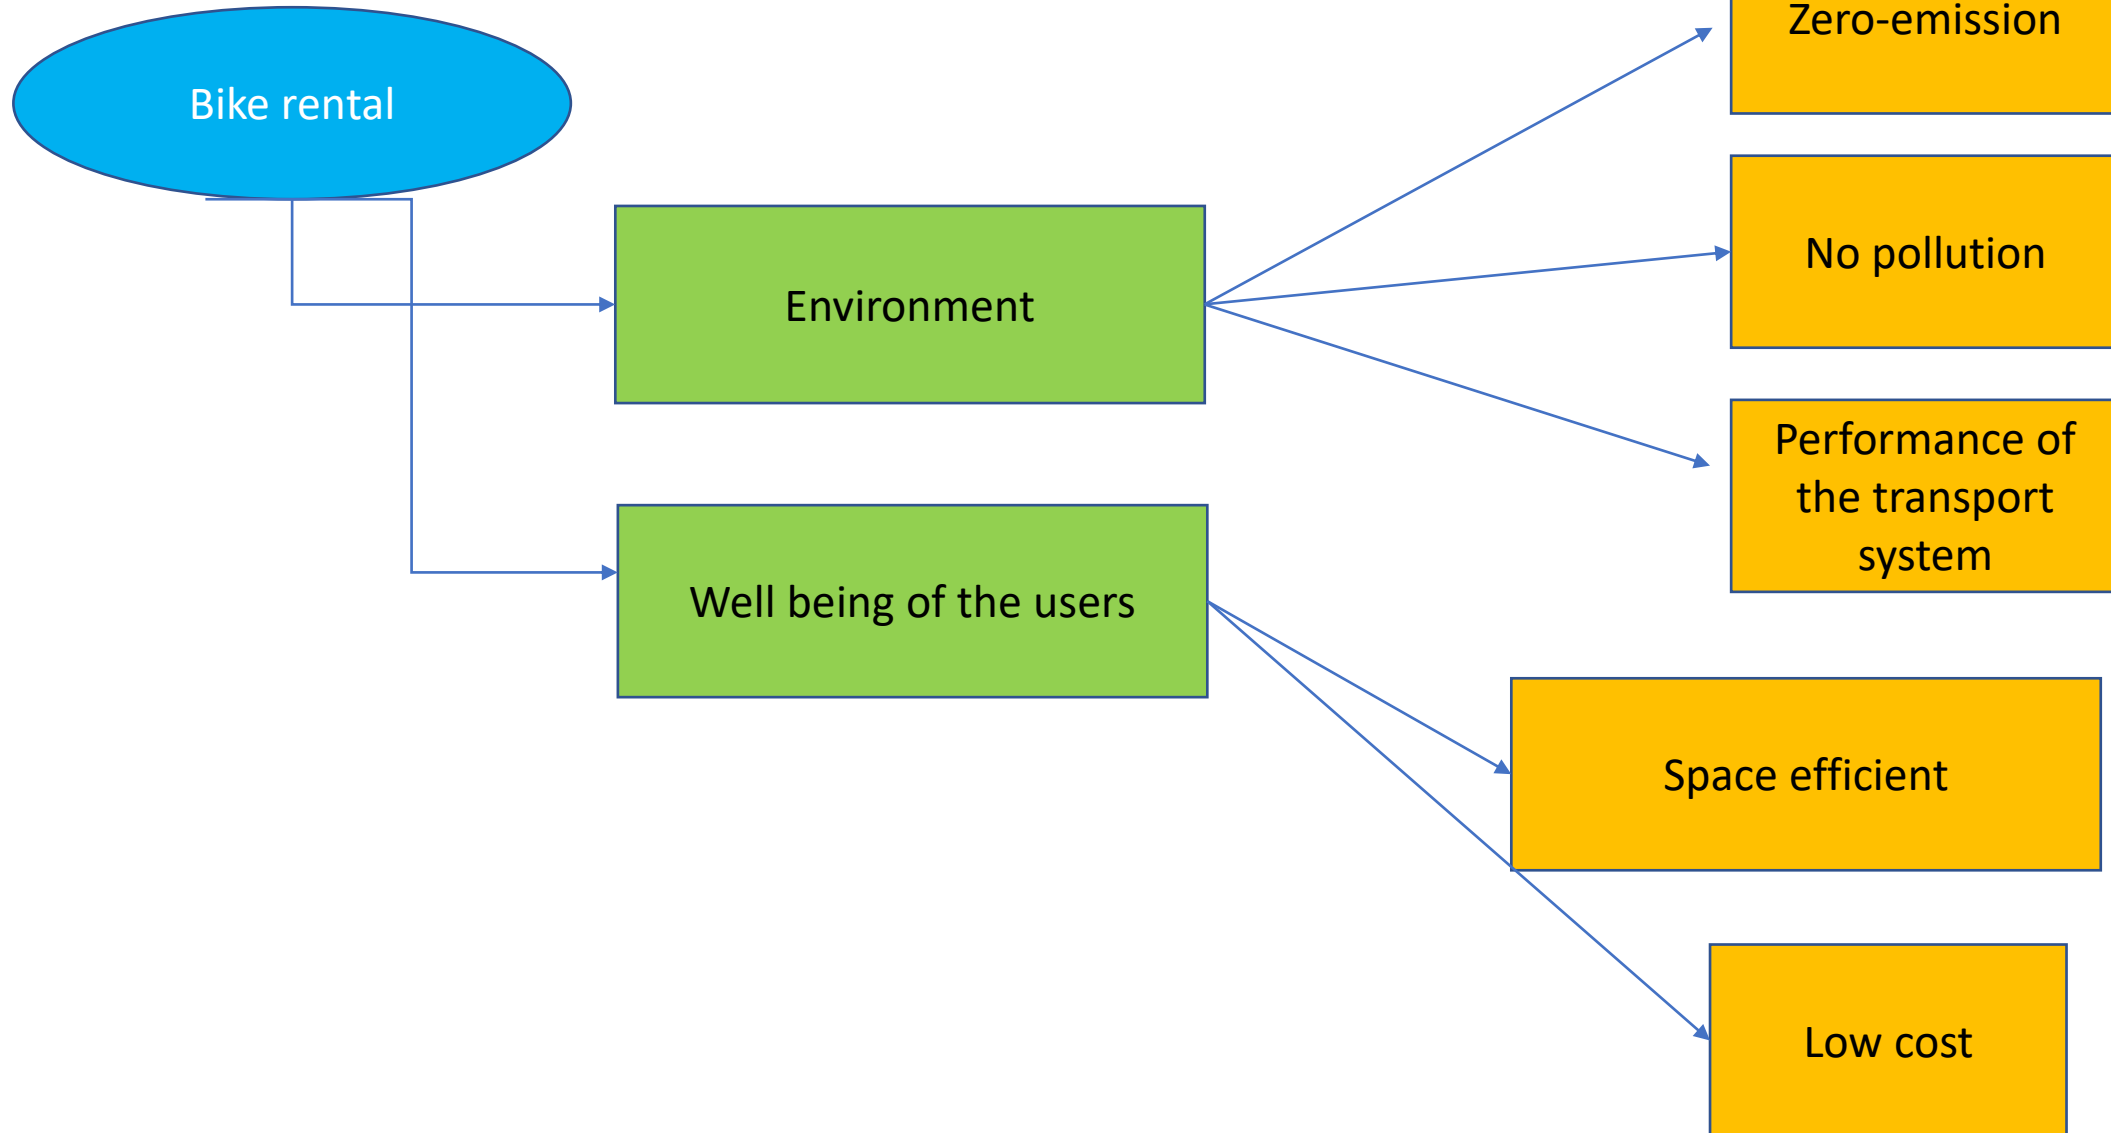 Zero-emission
Bike rental
No pollution
Environment
Performance of
the transport
system
Well being of the users
Space efficient
Low cost